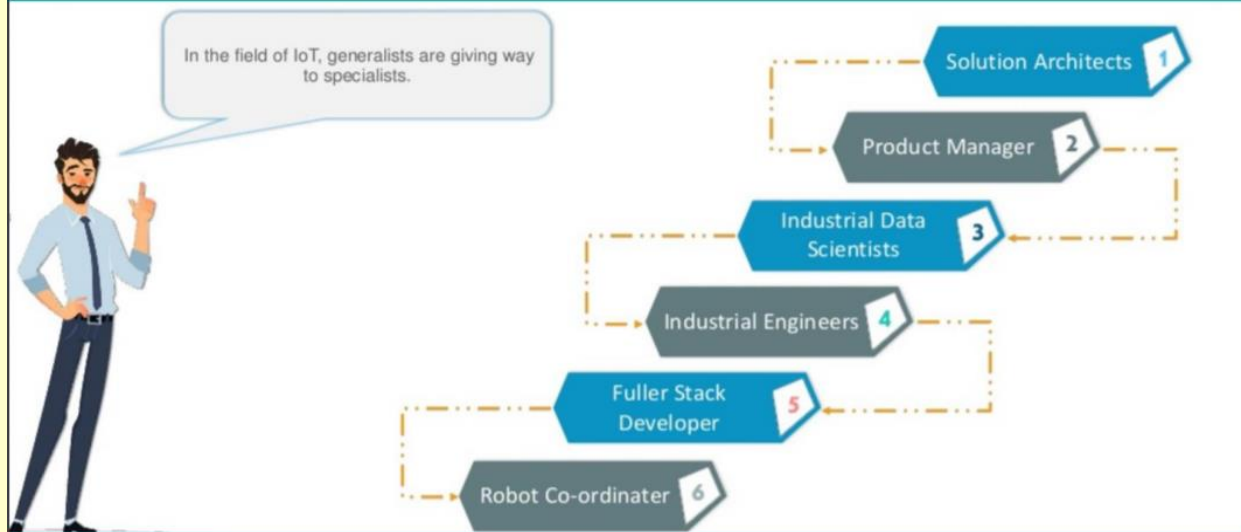 In the field of IoT, generalists are giving way
to specialists.
Solution Architects 1
Product Manager 2
Industrial Data
Scientists 3
Industrial Engineers 4
Fuller Stack
Developer 5
Robot Co-ordinater 6